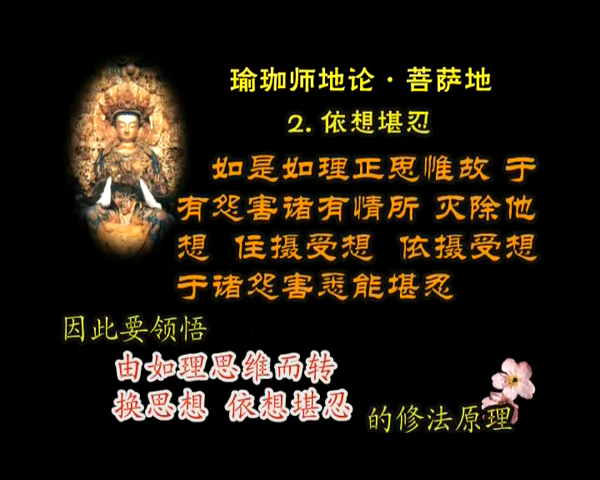 瑜珈师地论·菩萨地
2. 依想堪忍
如是如理正思惟故 于
有怨害诸有情所 灭除他
想 住摄受想 依摄受想
于诸怨害悉能堪忍
因此要领悟
由如理思维而转
换思想 依想堪忍
的修法原理